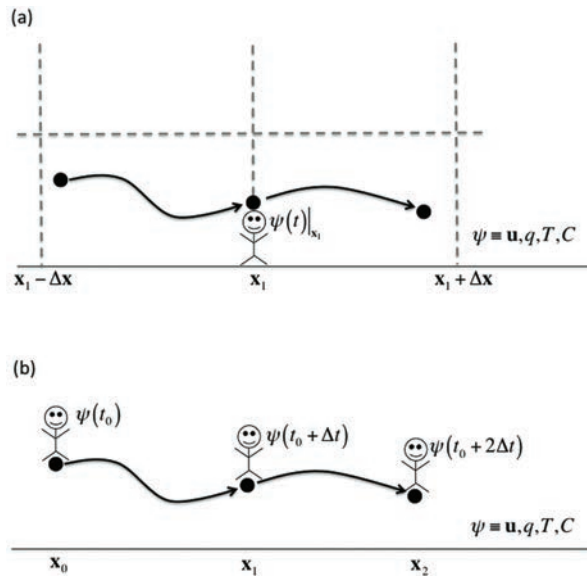 (a)
ψ(t)|x₁
ψ ≡ u, q, T, C
x₁ − Δx
x₁
x₁ + Δx
(b)
ψ(t₀)
ψ(t₀ + Δt)
ψ(t₀ + 2Δt)
ψ ≡ u, q, T, C
x₀
x₁
x₂